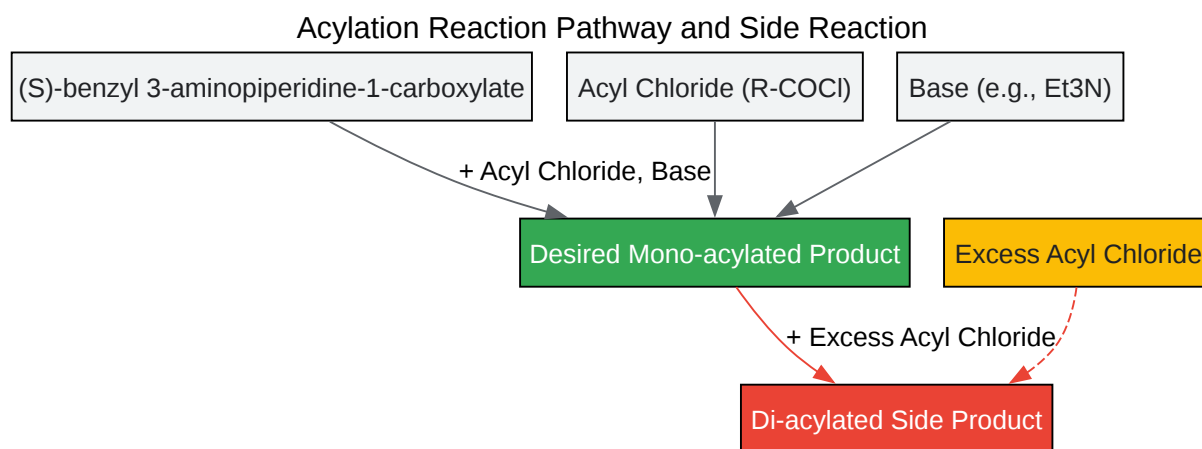 Acylation Reaction Pathway and Side Reaction
(S)-benzyl 3-aminopiperidine-1-carboxylate
Acyl Chloride (R-COCl)
Base (e.g., Et3N)
+ Acyl Chloride, Base
Desired Mono-acylated Product
Excess Acyl Chloride
+ Excess Acyl Chloride
Di-acylated Side Product